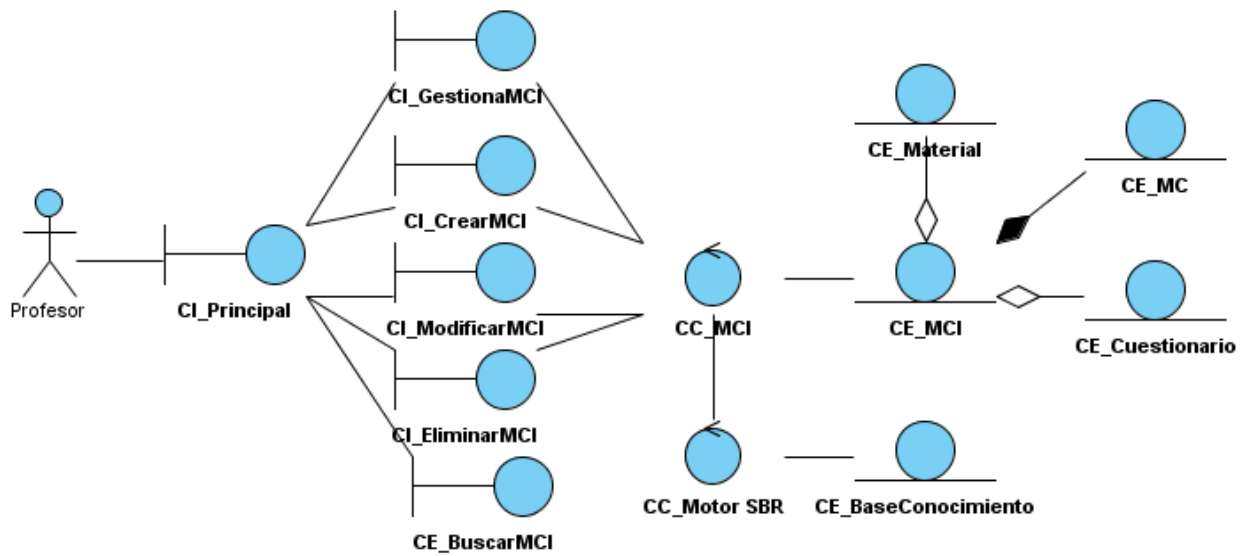 CI_GestionaMCI
CE_Material
CE_MC
CI_CrearMCI
Profesor
CI_Principal
CI_ModificarMCI
CC_MCI
CE_MCI
CE_Cuestionario
CI_EliminarMCI
CC_Motor SBR
CE_BaseConocimiento
CE_BuscarMCI